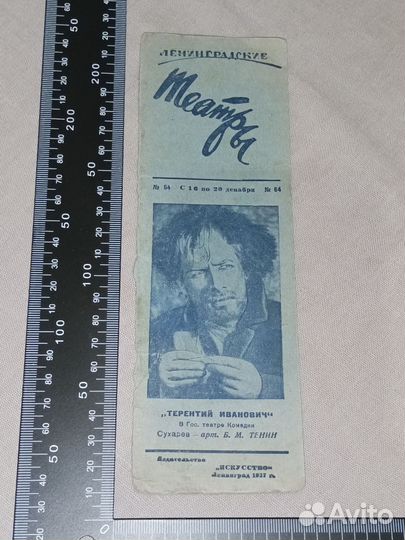 ЛЕНИНГРАДСКИЕ
Театры
№ 64 С 16 по 20 декабря № 64
„ТЕРЕНТИЙ ИВАНОВИЧ“
В Гос. театре Комедии
Сухарев – арт. Б. М. ТЕНИН
Издательство
„ИСКУССТВО“
Ленинград 1937 г.
Avito